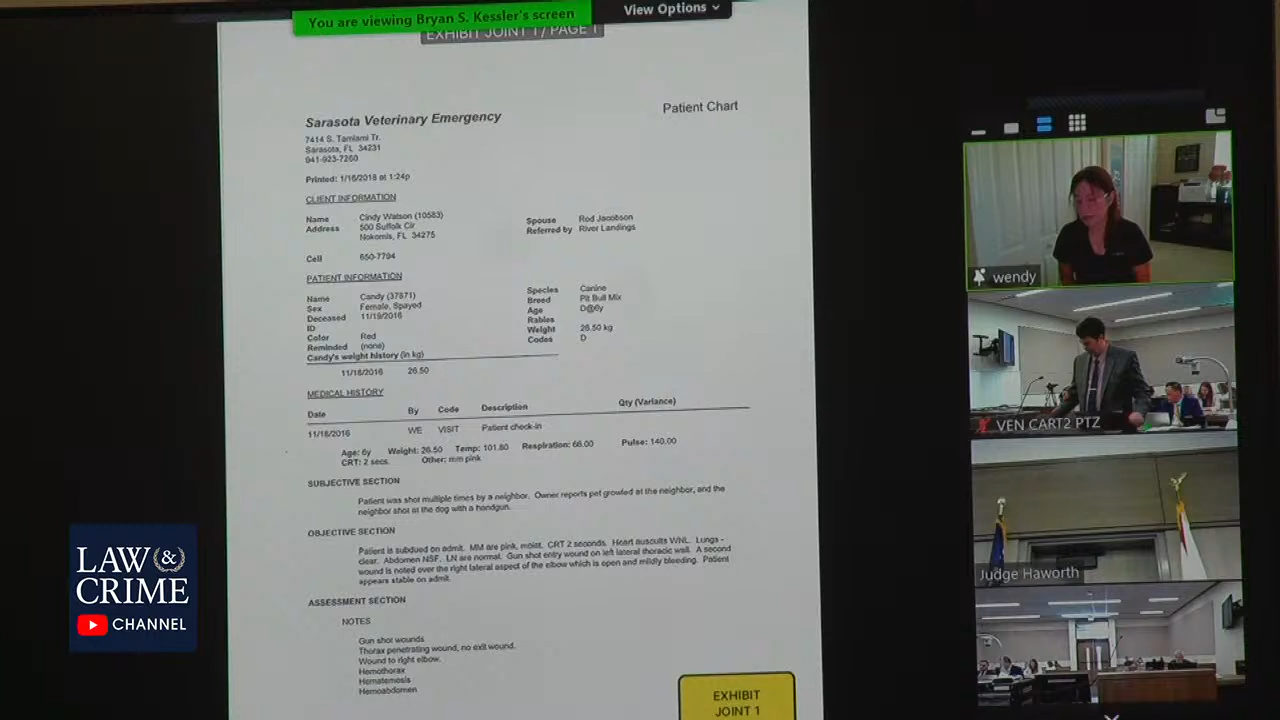 You are viewing Bryan S. Kessler's screen
View Options
EXHIBIT JOINT 1 / PAGE 1
Sarasota Veterinary Emergency
Patient Chart
7414 S. Tamiami Tr.
Sarasota, FL 34231
941-923-7260
Printed: 1/16/2018 at 1:24p
CLIENT INFORMATION
Name Cindy Watson (10583) Spouse Rod Jacobson
Address 500 Suffolk Cir Referred by River Landings
Nokomis, FL 34275
Cell 650-7794
PATIENT INFORMATION
Name Candy (37871) Species Canine
Sex Female, Spayed Breed Pit Bull Mix
Deceased 11/19/2016 Age D@6y
ID Rabies
Color Red Weight 26.50 kg
Reminded (none) Codes D
Candy's weight history (in kg)
11/18/2016 26.50
MEDICAL HISTORY
Date By Code Description Qty (Variance)
11/18/2016 WE VISIT Patient check-in
Age: 6y Weight: 26.50 Temp: 101.80 Respiration: 66.00 Pulse: 140.00
CRT: 2 secs. Other: mm pink
SUBJECTIVE SECTION
Patient was shot multiple times by a neighbor. Owner reports pet growled at the neighbor, and the
neighbor shot at the dog with a handgun.
OBJECTIVE SECTION
Patient is subdued on admit. MM are pink, moist. CRT 2 seconds. Heart auscults WNL. Lungs -
clear. Abdomen NSF. LN are normal. Gun shot entry wound on left lateral thoracic wall. A second
wound is noted over the right lateral aspect of the elbow which is open and mildly bleeding. Patient
appears stable on admit.
ASSESSMENT SECTION
NOTES
Gun shot wounds
Thorax penetrating wound, no exit wound.
Wound to right elbow.
Hemothorax
Hematemesis
Hemoabdomen
EXHIBIT
JOINT 1
wendy
VEN CART2 PTZ
Judge Haworth
LAW &
CRIME
CHANNEL